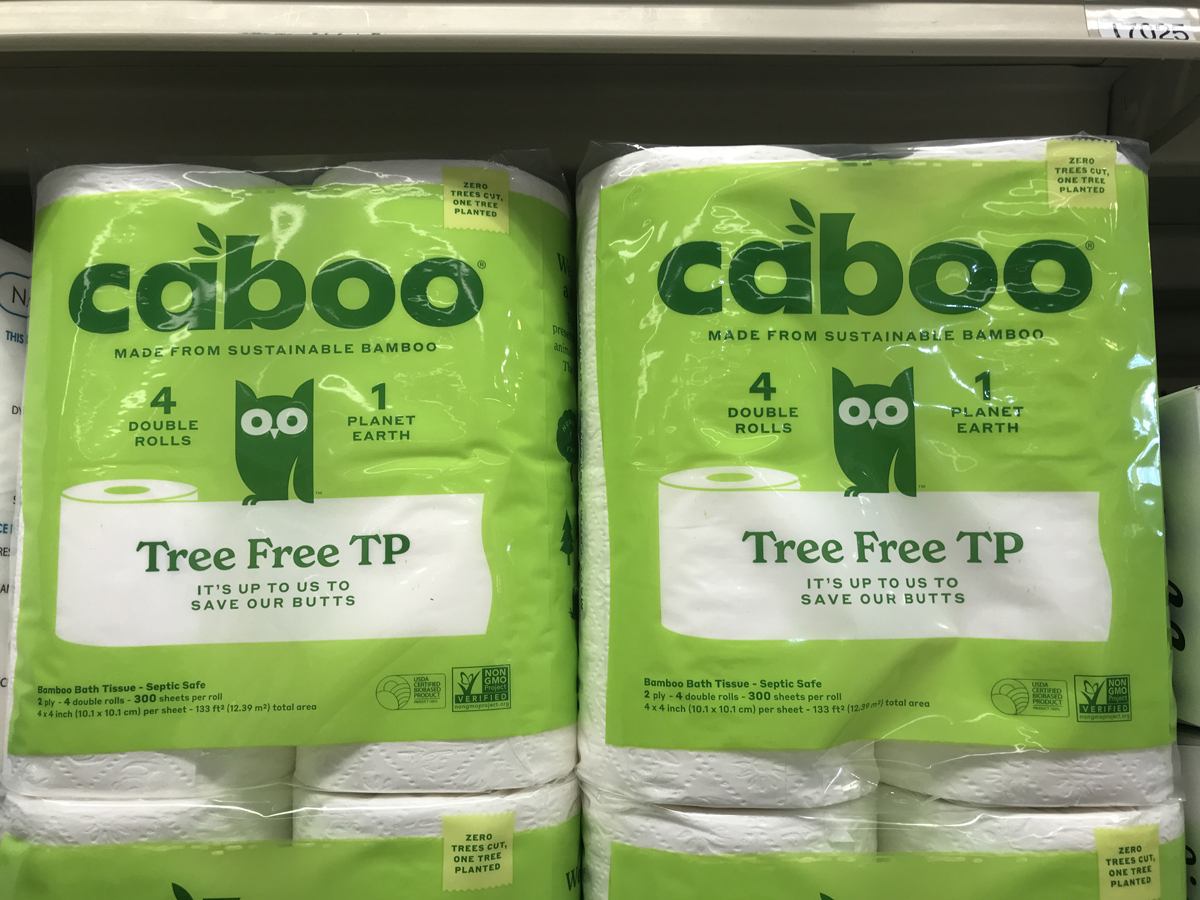 17025
ZERO
TREES CUT,
ONE TREE
PLANTED
caboo®
MADE FROM SUSTAINABLE BAMBOO
4
DOUBLE
ROLLS
1
PLANET
EARTH
Tree Free TP
IT'S UP TO US TO
SAVE OUR BUTTS
Bamboo Bath Tissue - Septic Safe
2 ply - 4 double rolls - 300 sheets per roll
4 x 4 inch (10.1 x 10.1 cm) per sheet - 133 ft² (12.39 m²) total area
USDA
CERTIFIED
BIOBASED
PRODUCT
NON
GMO
Project
VERIFIED
nongmoproject.org
ZERO
TREES CUT,
ONE TREE
PLANTED
caboo®
MADE FROM SUSTAINABLE BAMBOO
4
DOUBLE
ROLLS
1
PLANET
EARTH
™
Tree Free TP
IT'S UP TO US TO
SAVE OUR BUTTS
Bamboo Bath Tissue - Septic Safe
2 ply - 4 double rolls - 300 sheets per roll
4 x 4 inch (10.1 x 10.1 cm) per sheet - 133 ft² (12.39 m²) total area
USDA
CERTIFIED
BIOBASED
PRODUCT
NON
GMO
Project
VERIFIED
nongmoproject.org
THIS
ZERO
TREES CUT,
ONE TREE
PLANTED
ZERO
TREES CUT,
ONE TREE
PLANTED